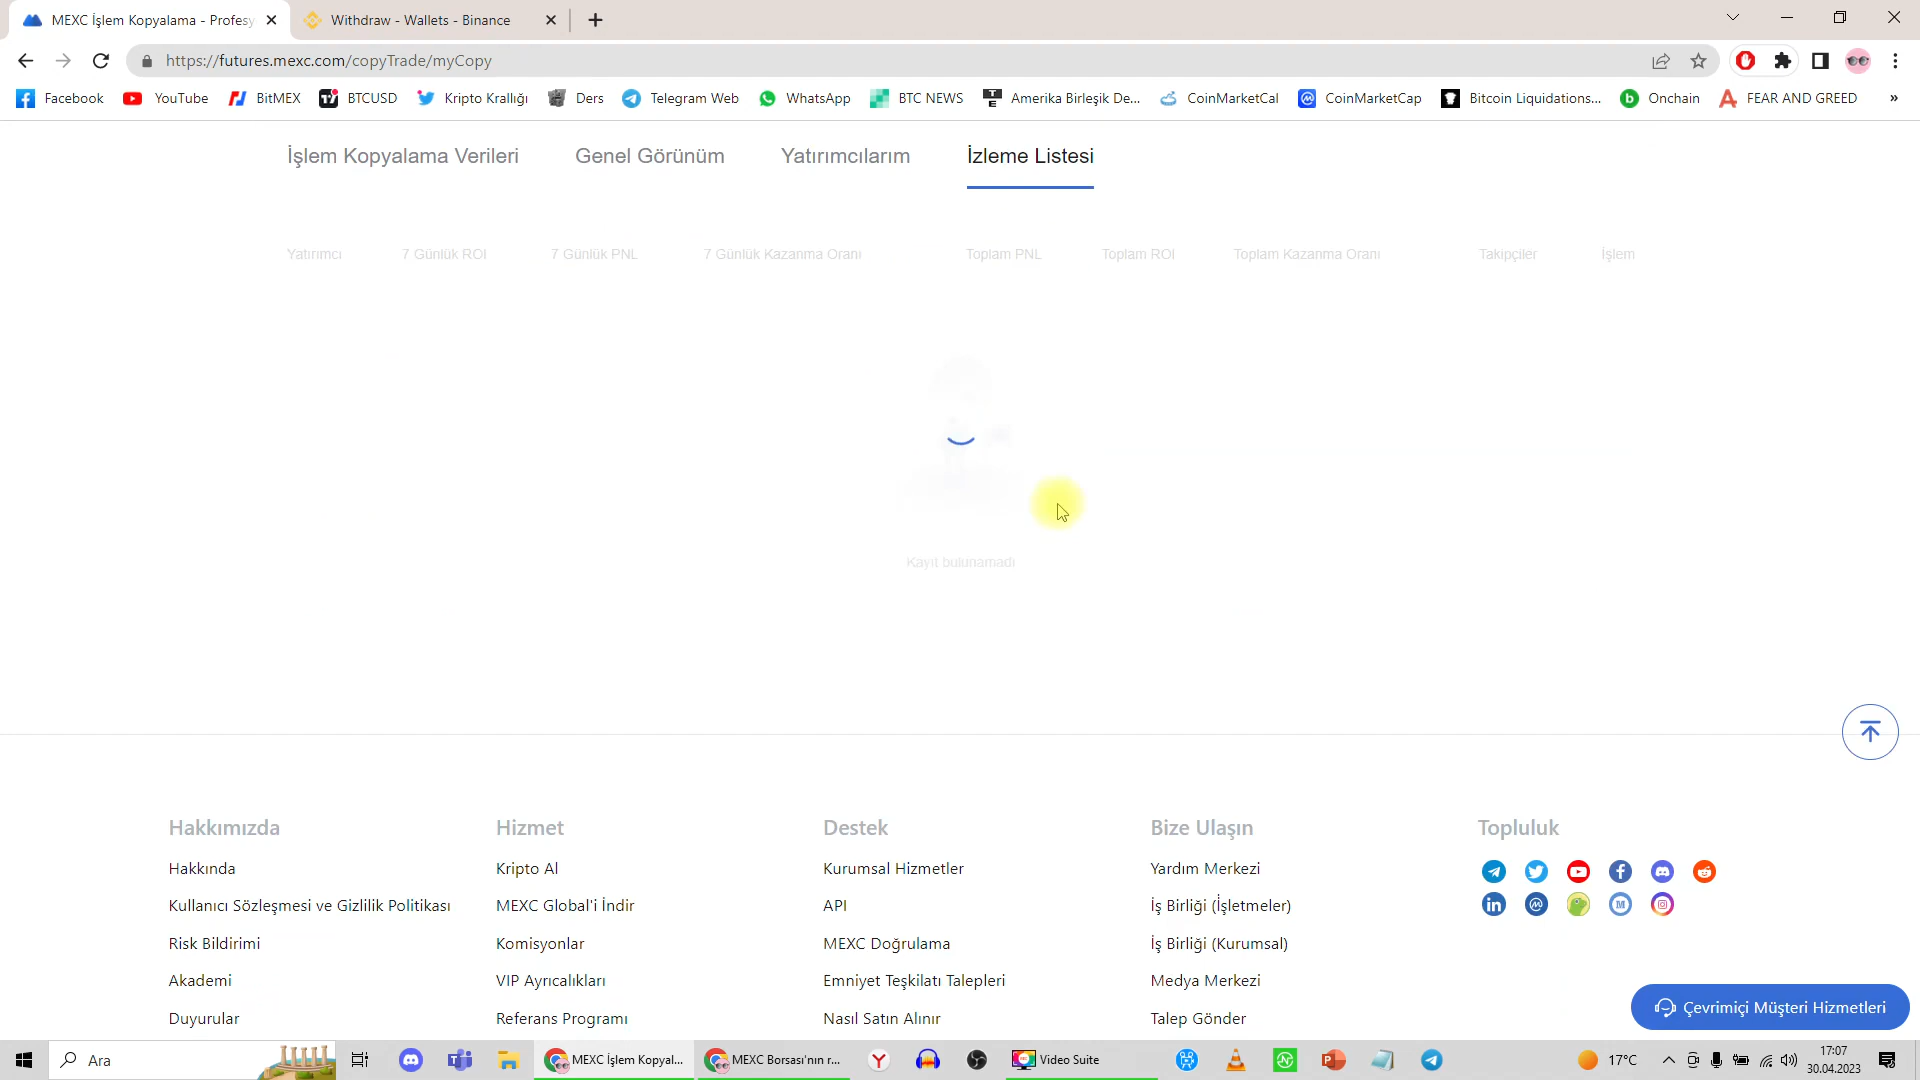 MEXC İşlem Kopyalama - Profesy
Withdraw - Wallets - Binance
https://futures.mexc.com/copyTrade/myCopy
Facebook
YouTube
BitMEX
BTCUSD
Kripto Krallığı
Ders
Telegram Web
WhatsApp
BTC NEWS
Amerika Birleşik De...
CoinMarketCal
CoinMarketCap
Bitcoin Liquidations...
Onchain
FEAR AND GREED
»
İşlem Kopyalama Verileri
Genel Görünüm
Yatırımcılarım
İzleme Listesi
Yatırımcı
7 Günlük ROI
7 Günlük PNL
7 Günlük Kazanma Oranı
Toplam PNL
Toplam ROI
Toplam Kazanma Oranı
Takipçiler
İşlem
Kayıt bulunamadı
Hakkımızda
Hakkında
Kullanıcı Sözleşmesi ve Gizlilik Politikası
Risk Bildirimi
Akademi
Duyurular
Hizmet
Kripto Al
MEXC Global'i İndir
Komisyonlar
VIP Ayrıcalıkları
Referans Programı
Destek
Kurumsal Hizmetler
API
MEXC Doğrulama
Emniyet Teşkilatı Talepleri
Nasıl Satın Alınır
Bize Ulaşın
Yardım Merkezi
İş Birliği (İşletmeler)
İş Birliği (Kurumsal)
Medya Merkezi
Talep Gönder
Topluluk
Çevrimiçi Müşteri Hizmetleri
Ara
MEXC İşlem Kopyal...
MEXC Borsası'nın r...
Video Suite
17°C
17:07
30.04.2023